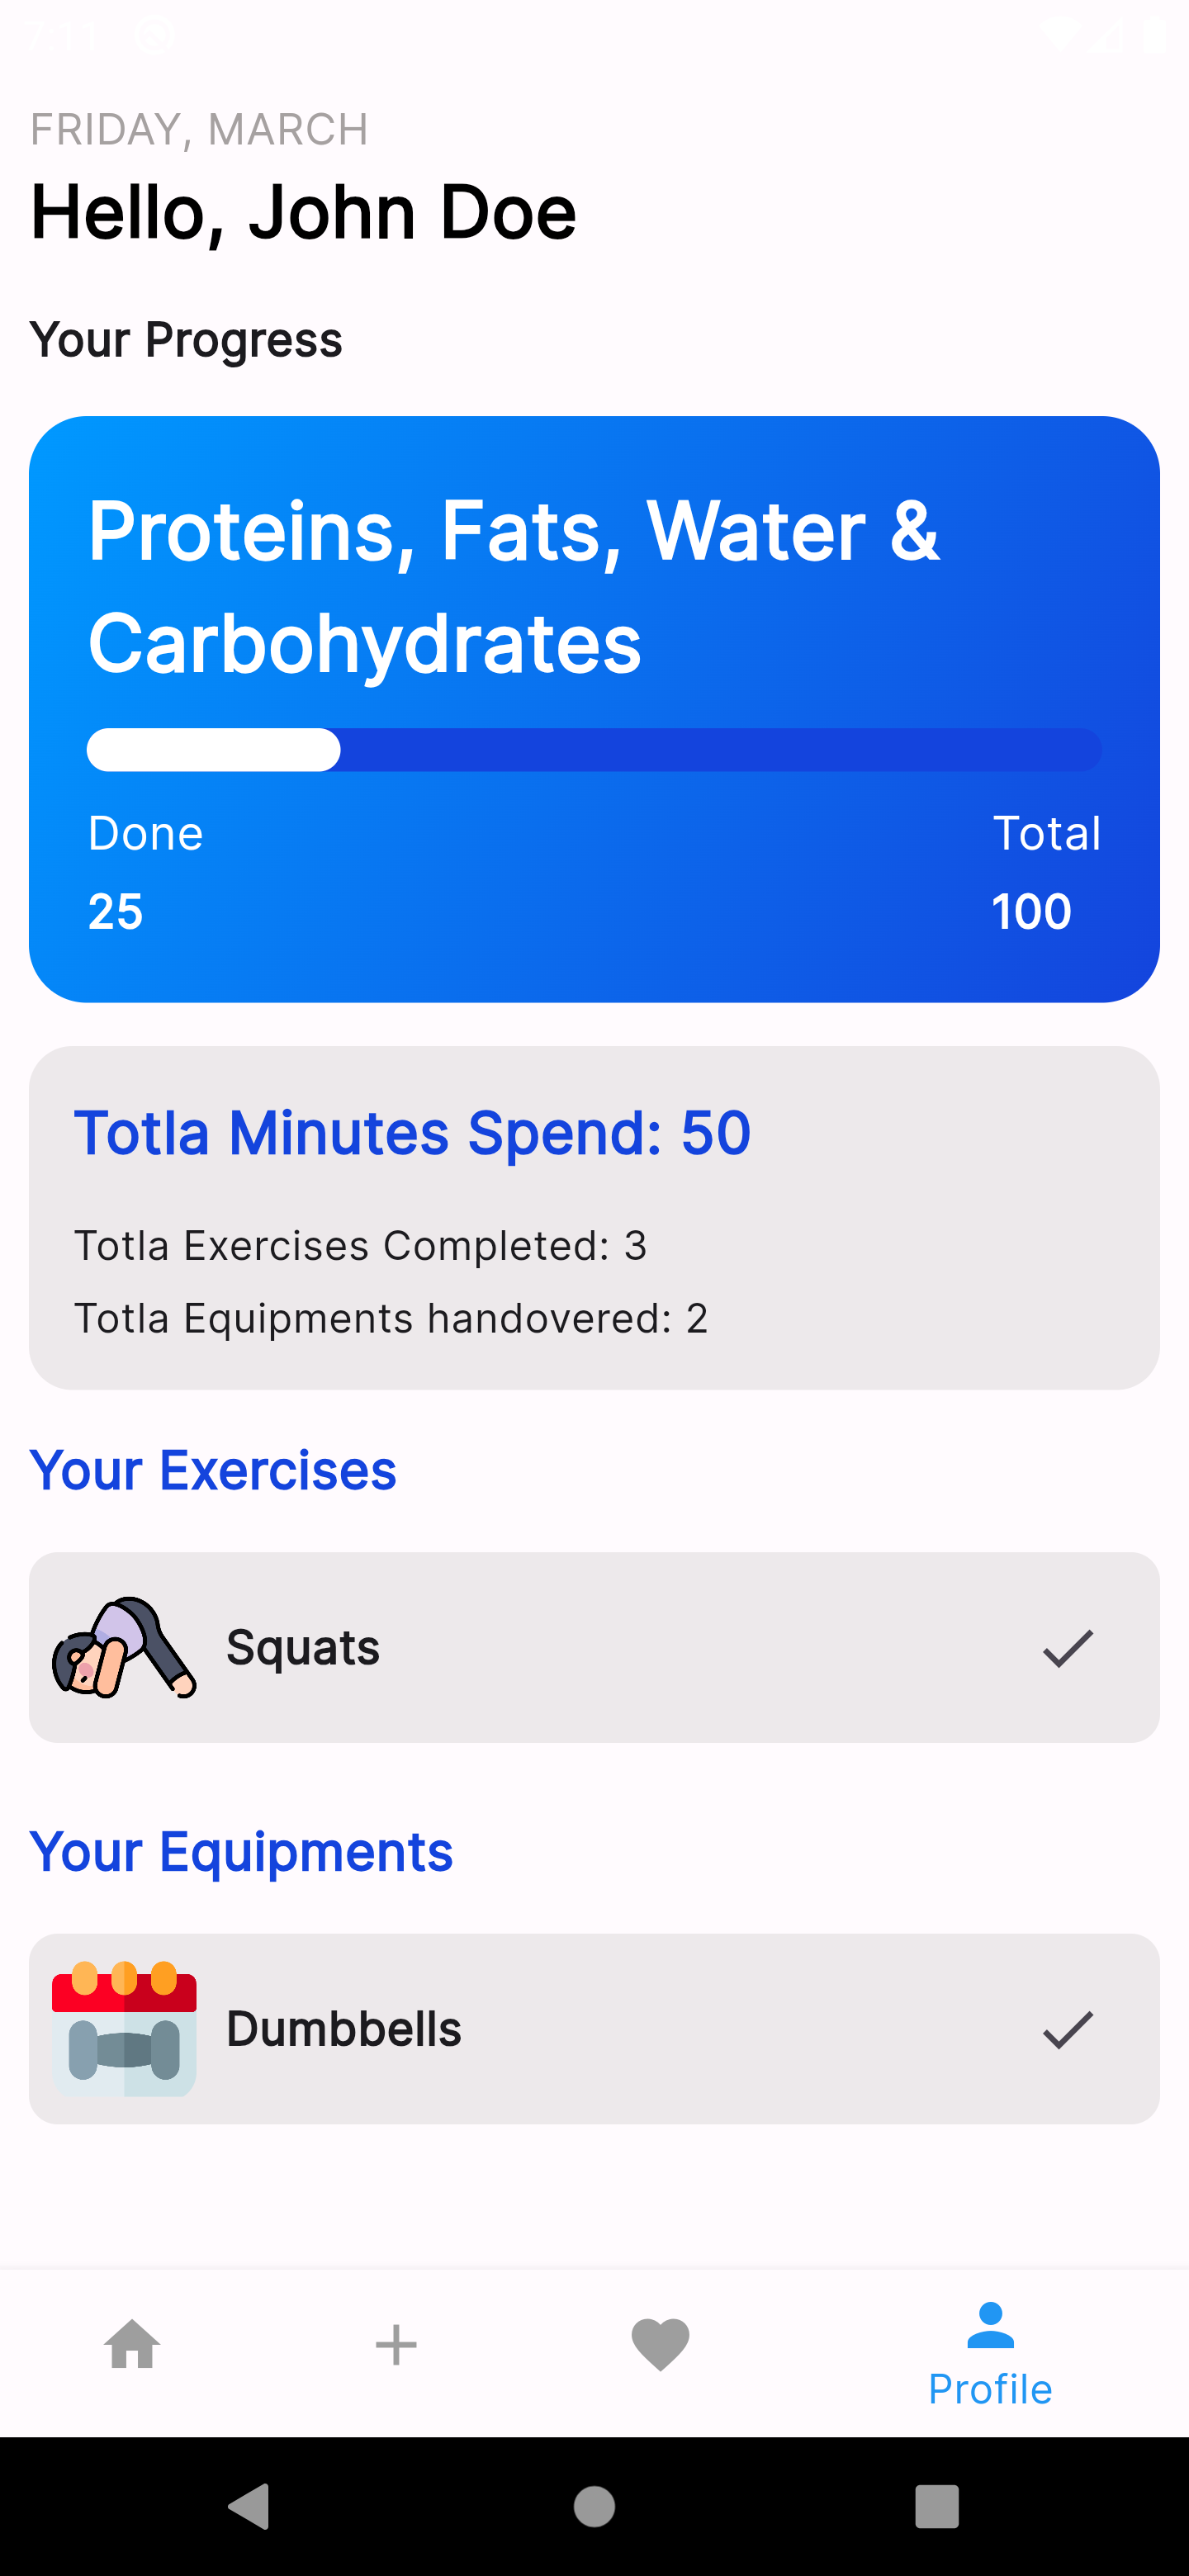 FRIDAY, MARCH
Hello, John Doe
Your Progress
Proteins, Fats, Water &
Carbohydrates
Done
Total
25
100
Totla Minutes Spend: 50
Totla Exercises Completed: 3
Totla Equipments handovered: 2
Your Exercises
Squats
Your Equipments
Dumbbells
Profile